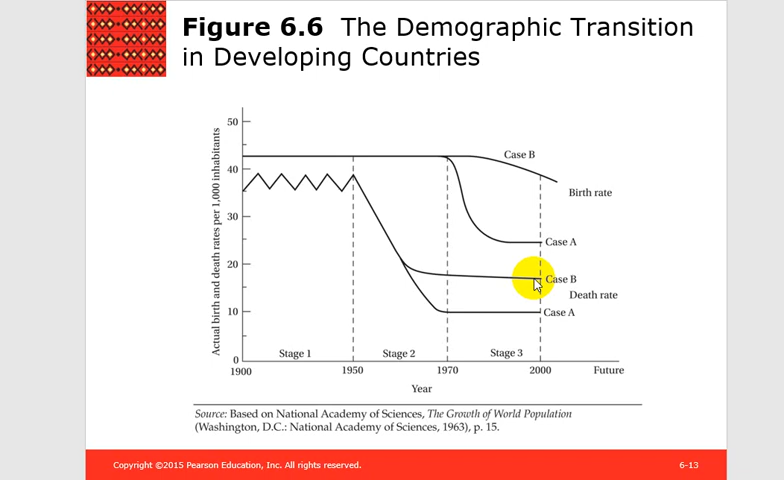 Figure 6.6 The Demographic Transition
in Developing Countries
Actual birth and death rates per 1,000 inhabitants
50
40
30
20
10
0
Case B
Birth rate
Case A
Case B
Death rate
Case A
Stage 1
Stage 2
Stage 3
1900
1950
1970
2000
Future
Year
Source: Based on National Academy of Sciences, The Growth of World Population
(Washington, D.C.: National Academy of Sciences, 1963), p. 15.
Copyright ©2015 Pearson Education, Inc. All rights reserved.
6-13